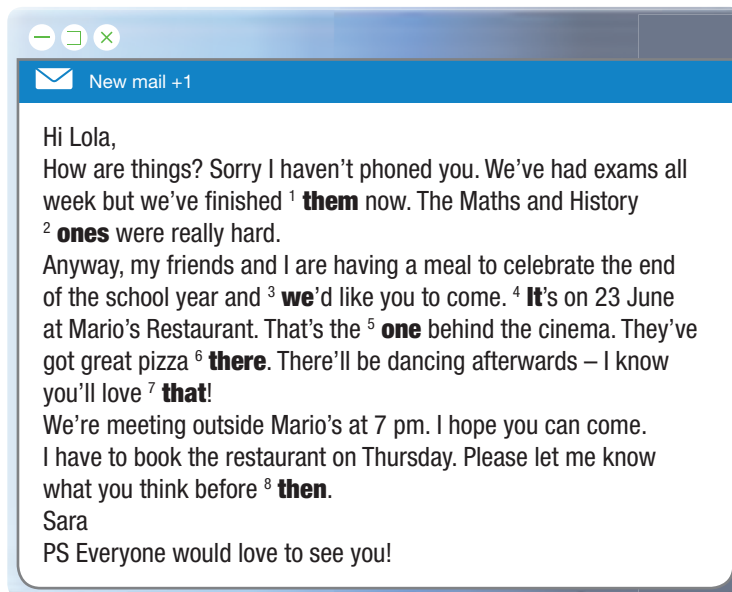 New mail +1
Hi Lola,
How are things? Sorry I haven't phoned you. We've had exams all
week but we've finished ¹ them now. The Maths and History
² ones were really hard.
Anyway, my friends and I are having a meal to celebrate the end
of the school year and ³ we'd like you to come. ⁴ It's on 23 June
at Mario's Restaurant. That's the ⁵ one behind the cinema. They've
got great pizza ⁶ there. There'll be dancing afterwards – I know
you'll love ⁷ that!
We're meeting outside Mario's at 7 pm. I hope you can come.
I have to book the restaurant on Thursday. Please let me know
what you think before ⁸ then.
Sara
PS Everyone would love to see you!